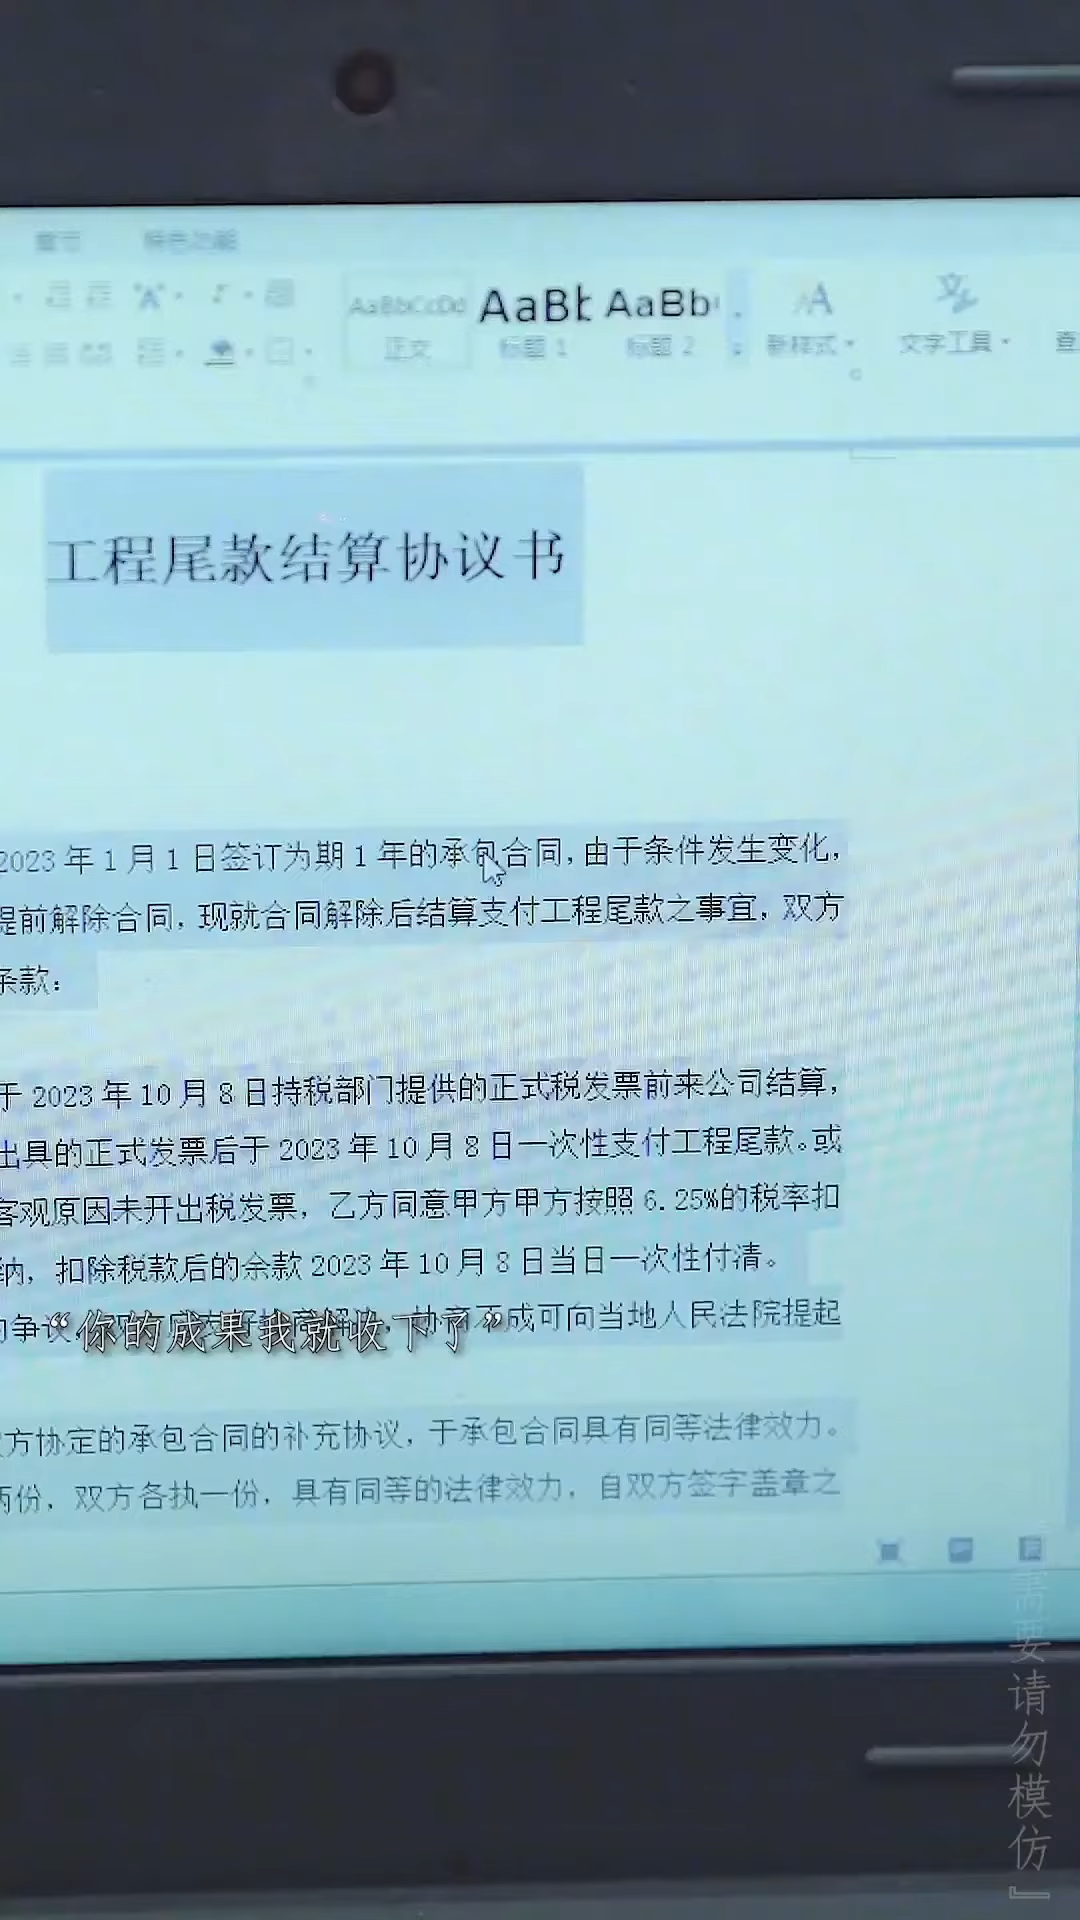 章节 特色功能
AaBbCcDd AaBb AaBb
正文 标题 1 标题 2 新样式 文字工具 查
工程尾款结算协议书
2023 年 1 月 1 日签订为期 1 年的承包合同，由于条件发生变化，
提前解除合同，现就合同解除后结算支付工程尾款之事宜，双方
条款：
于 2023 年 10 月 8 日持税部门提供的正式税发票前来公司结算，
出具的正式发票后于 2023 年 10 月 8 日一次性支付工程尾款。或
客观原因未开出税发票，乙方同意甲方甲方按照 6.25%的税率扣
纳，扣除税款后的余款 2023 年 10 月 8 日当日一次性付清。
争议 成可向当地人民法院提起
“你的成果我就收下了”
方协定的承包合同的补充协议，于承包合同具有同等法律效力。
两份，双方各执一份，具有同等的法律效力，自双方签字盖章之
需要请勿模仿』